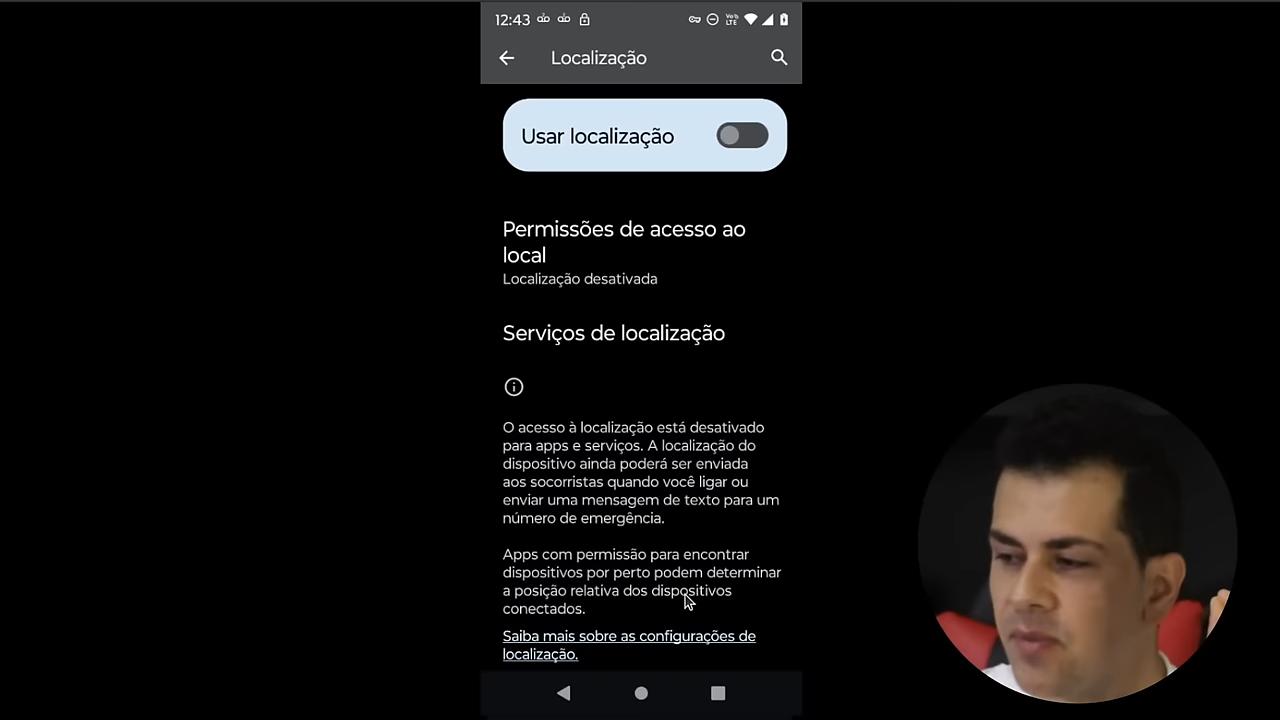 12:43
Vo))
LTE
Localização
Usar localização
Permissões de acesso ao
local
Localização desativada
Serviços de localização
O acesso à localização está desativado
para apps e serviços. A localização do
dispositivo ainda poderá ser enviada
aos socorristas quando você ligar ou
enviar uma mensagem de texto para um
número de emergência.
Apps com permissão para encontrar
dispositivos por perto podem determinar
a posição relativa dos dispositivos
conectados.
Saiba mais sobre as configurações de
localização.